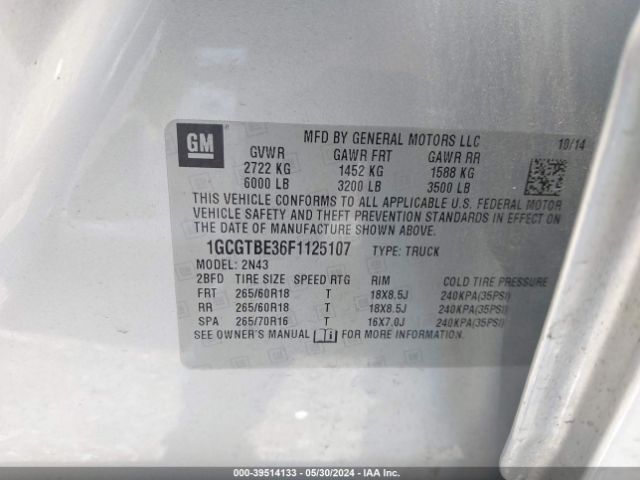 GM
MFD BY GENERAL MOTORS LLC 10/14
GVWR GAWR FRT GAWR RR
2722 KG 1452 KG 1588 KG
6000 LB 3200 LB 3500 LB
THIS VEHICLE CONFORMS TO ALL APPLICABLE U.S. FEDERAL MOTOR
VEHICLE SAFETY AND THEFT PREVENTION STANDARDS IN EFFECT ON
THE DATE OF MANUFACTURE SHOWN ABOVE.
1GCGTBE36F1125107 TYPE: TRUCK
MODEL: 2N43
2BFD TIRE SIZE SPEED RTG RIM COLD TIRE PRESSURE
FRT 265/60R18 T 18X8.5J 240KPA(35PSI)
RR 265/60R18 T 18X8.5J 240KPA(35PSI)
SPA 265/70R16 T 16X7.0J 240KPA(35PSI)
SEE OWNER'S MANUAL i FOR MORE INFORMATION.
000-39514133 - 05/30/2024 - IAA Inc.